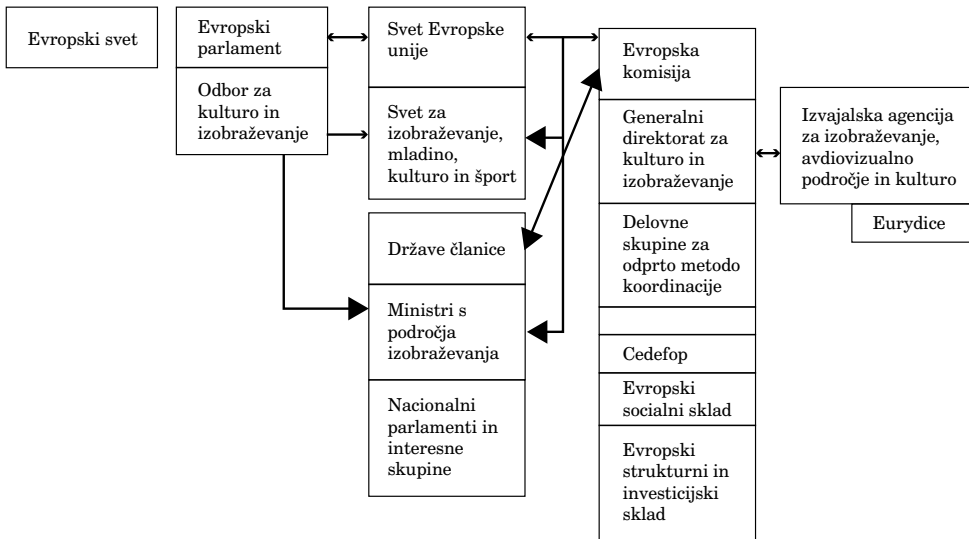 Evropski svet
Evropski
parlament
Odbor za
kulturo in
izobraževanje
Svet Evropske
unije
Svet za
izobraževanje,
mladino,
kulturo in šport
Države članice
Ministri s
področja
izobraževanja
Nacionalni
parlamenti in
interesne
skupine
Evropska
komisija
Generalni
direktorat za
kulturo in
izobraževanje
Delovne
skupine za
odprto metodo
koordinacije
Cedefop
Evropski
socialni sklad
Evropski
strukturni in
investicijski
sklad
Izvajalska agencija
za izobraževanje,
avdiovizualno
področje in kulturo
Eurydice